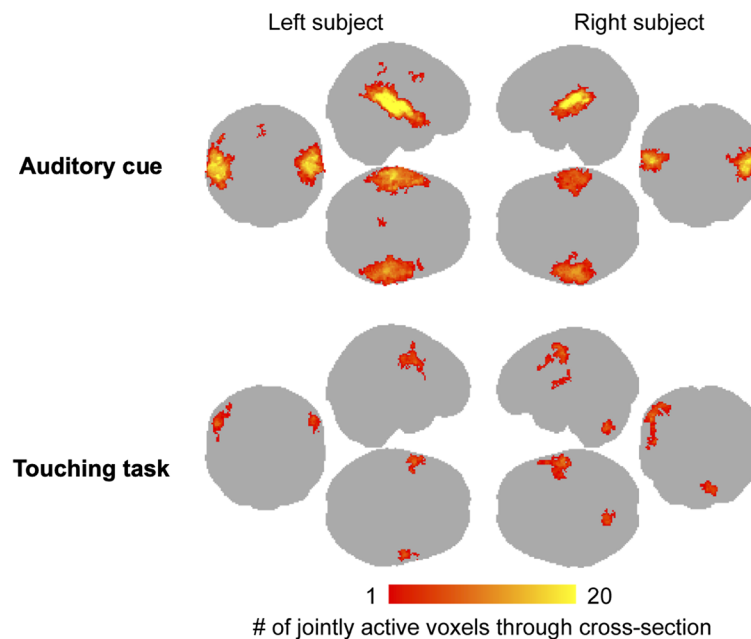 Left subject
Right subject
Auditory cue
Touching task
1
20
# of jointly active voxels through cross-section